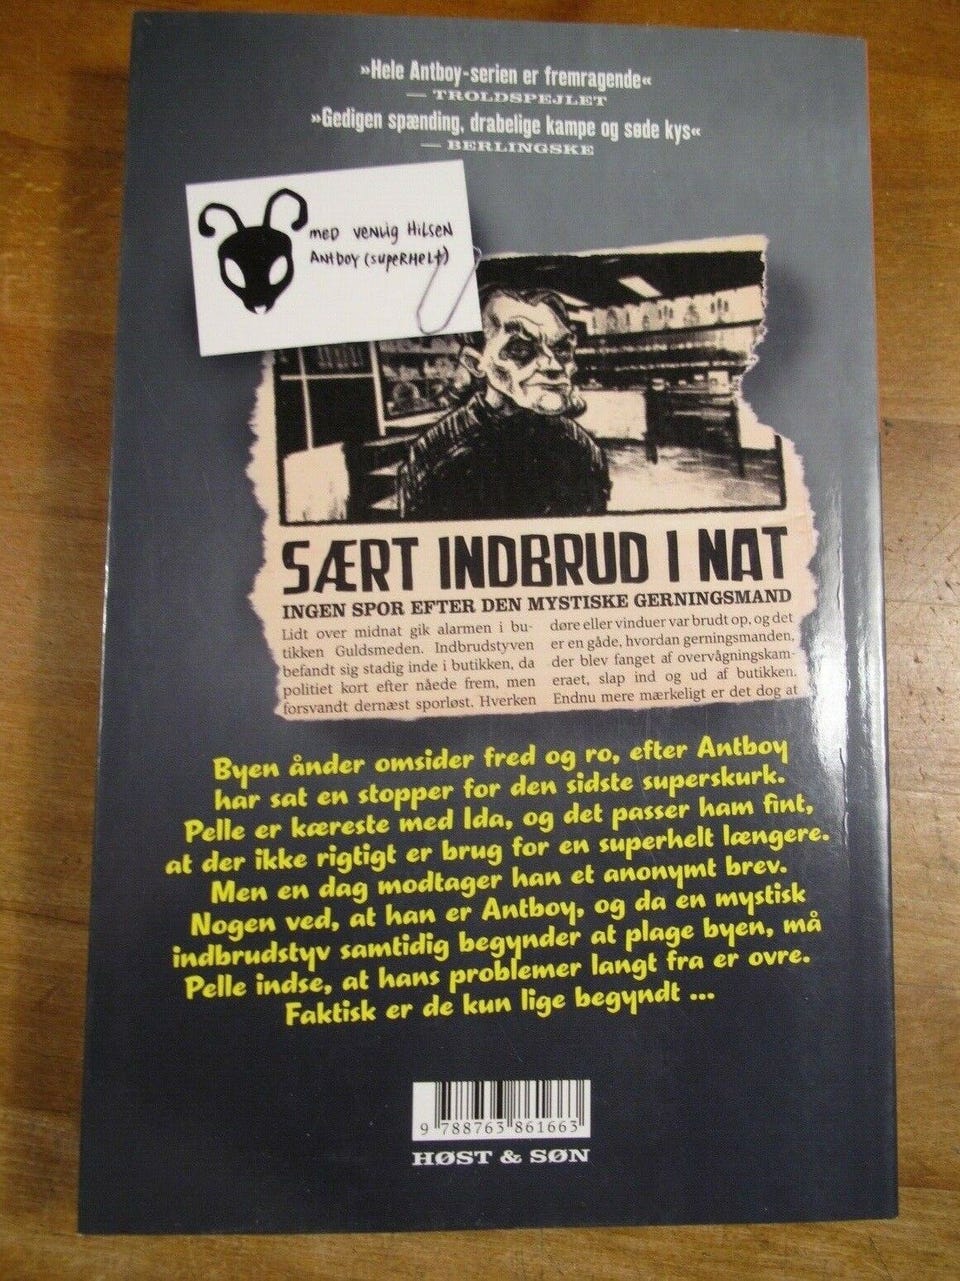 »Hele Antboy-serien er fremragende«
— TROLDSPEJLET
»Gedigen spænding, drabelige kampe og søde kys«
— BERLINGSKE
MED VENLIG HILSEN
ANTBOY (SUPERHELT)
SÆRT INDBRUD I NAT
INGEN SPOR EFTER DEN MYSTISKE GERNINGSMAND
Lidt over midnat gik alarmen i bu-
tikken Guldsmeden. Indbrudstyven
befandt sig stadig inde i butikken, da
politiet kort efter nåede frem, men
forsvandt dernæst sporløst. Hverken
døre eller vinduer var brudt op, og det
er en gåde, hvordan gerningsmanden,
der blev fanget af overvågningskam-
eraet, slap ind og ud af butikken.
Endnu mere mærkeligt er det dog at
Byen ånder omsider fred og ro, efter Antboy
har sat en stopper for den sidste superskurk.
Pelle er kæreste med Ida, og det passer ham fint,
at der ikke rigtigt er brug for en superhelt længere.
Men en dag modtager han et anonymt brev.
Nogen ved, at han er Antboy, og da en mystisk
indbrudstyv samtidig begynder at plage byen, må
Pelle indse, at hans problemer langt fra er ovre.
Faktisk er de kun lige begyndt ...
9 788763 861663
HØST & SØN